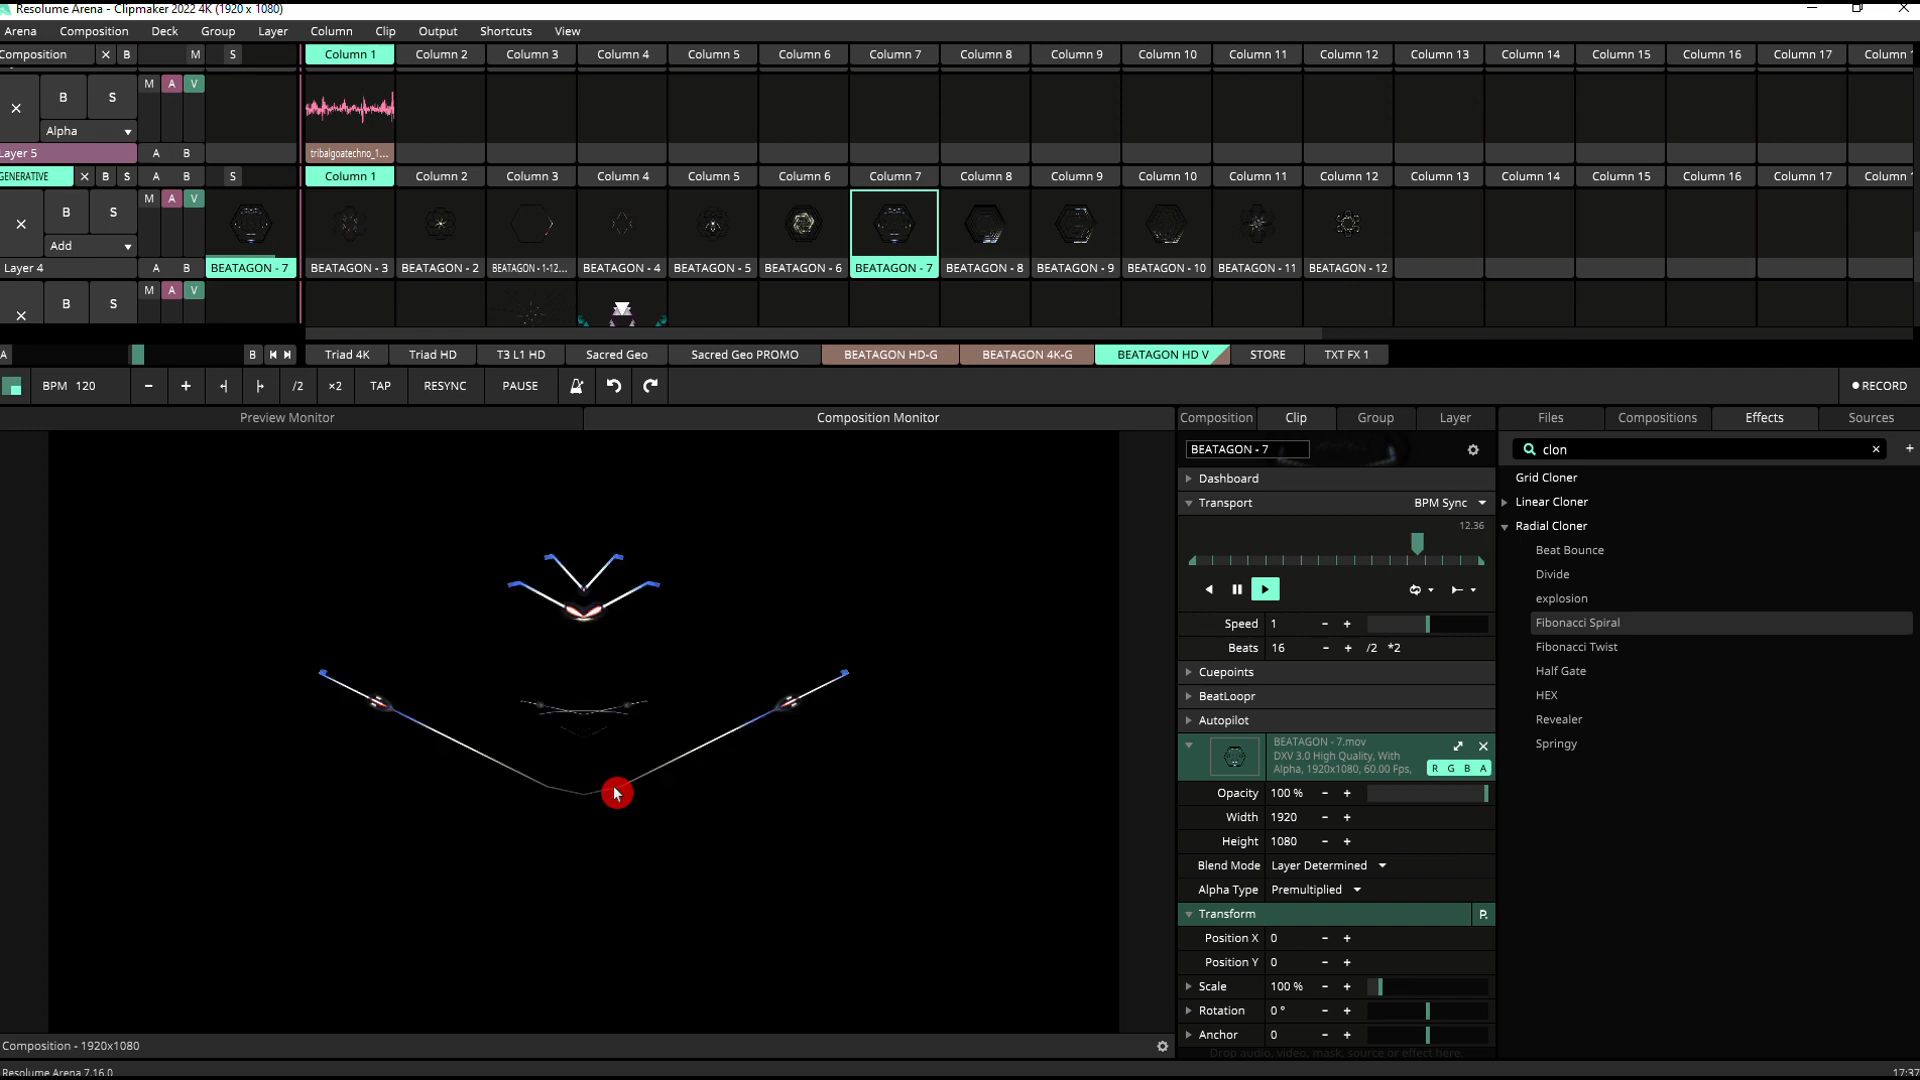 Resolume Arena - Clipmaker 2022 4K (1920 x 1080)
Arena Composition Deck Group Layer Column Clip Output Shortcuts View
Composition B M S Column 1 Column 2 Column 3 Column 4 Column 5 Column 6 Column 7 Column 8 Column 9 Column 10 Column 11 Column 12 Column 13 Column 14 Column 15 Column 16 Column 17 Column
B S M A V
Alpha
Layer 5 A B tribalgoatechno_1...
GENERATIVE B S A B S Column 1 Column 2 Column 3 Column 4 Column 5 Column 6 Column 7 Column 8 Column 9 Column 10 Column 11 Column 12 Column 13 Column 14 Column 15 Column 16 Column 17 Column
B S M A V
Add
Layer 4 A B BEATAGON - 7 BEATAGON - 3 BEATAGON - 2 BEATAGON - 1-12... BEATAGON - 4 BEATAGON - 5 BEATAGON - 6 BEATAGON - 7 BEATAGON - 8 BEATAGON - 9 BEATAGON - 10 BEATAGON - 11 BEATAGON - 12
B S M A V
A B Triad 4K Triad HD T3 L1 HD Sacred Geo Sacred Geo PROMO BEATAGON HD-G BEATAGON 4K-G BEATAGON HD V STORE TXT FX 1
BPM 120 - + /2 ×2 TAP RESYNC PAUSE RECORD
Preview Monitor Composition Monitor Composition Clip Group Layer Files Compositions Effects Sources
BEATAGON - 7
clon
Dashboard
Grid Cloner
Transport BPM Sync
Linear Cloner
12.36
Radial Cloner
Beat Bounce
Divide
explosion
Speed 1 - +
Fibonacci Spiral
Beats 16 - + /2 *2
Fibonacci Twist
Cuepoints
Half Gate
BeatLoopr
HEX
Autopilot
Revealer
BEATAGON - 7.mov
DXV 3.0 High Quality, With
Alpha, 1920x1080, 60.00 Fps,
R G B A
Springy
Opacity 100 % - +
Width 1920 - +
Height 1080 - +
Blend Mode Layer Determined
Alpha Type Premultiplied
Transform P.
Position X 0 - +
Position Y 0 - +
Scale 100 % - +
Rotation 0 ° - +
Anchor 0 - +
Drop audio, video, mask, source or effect here.
Composition - 1920x1080
Resolume Arena 7.16.0 17:37